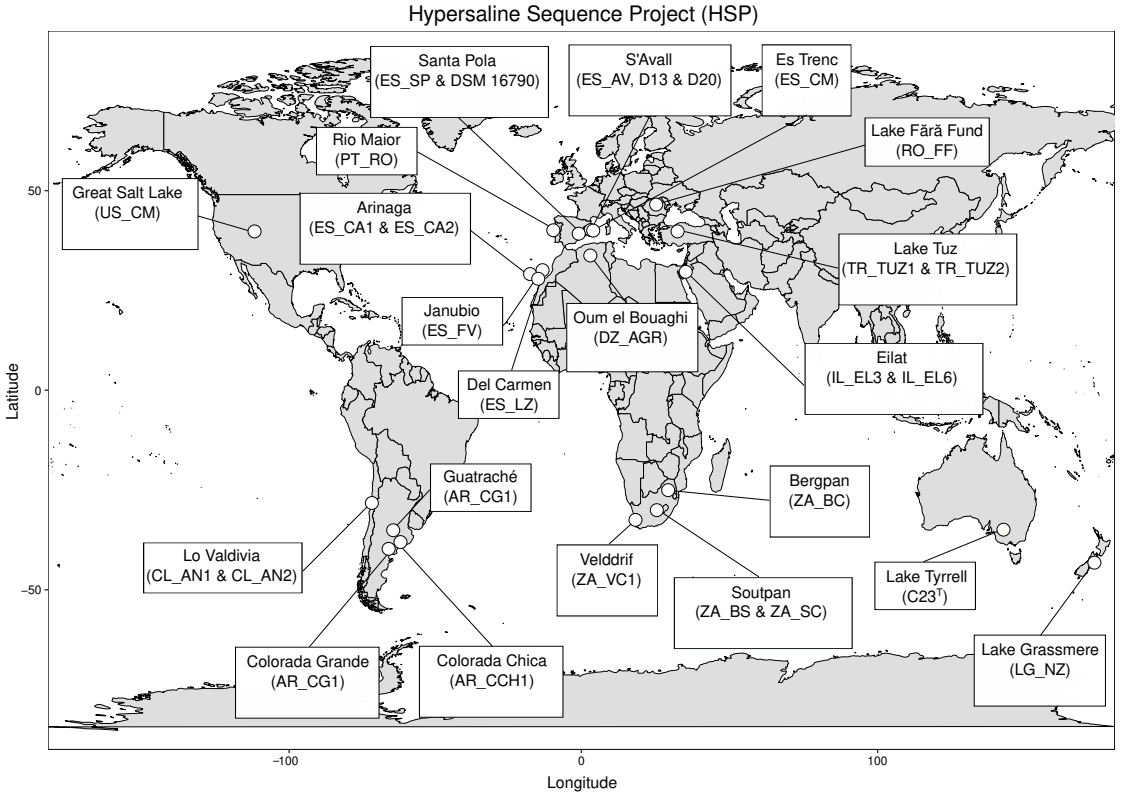 Hypersaline Sequence Project (HSP)
Santa Pola
(ES_SP & DSM 16790)
S'Avall
(ES_AV, D13 & D20)
Es Trenc
(ES_CM)
Rio Maior
(PT_RO)
Lake Fără Fund
(RO_FF)
Great Salt Lake
(US_CM)
Arinaga
(ES_CA1 & ES_CA2)
Lake Tuz
(TR_TUZ1 & TR_TUZ2)
Janubio
(ES_FV)
Oum el Bouaghi
(DZ_AGR)
Eilat
(IL_EL3 & IL_EL6)
Del Carmen
(ES_LZ)
Guatraché
(AR_CG1)
Bergpan
(ZA_BC)
Lo Valdivia
(CL_AN1 & CL_AN2)
Velddrif
(ZA_VC1)
Soutpan
(ZA_BS & ZA_SC)
Lake Tyrrell
(C23ᵀ)
Colorada Grande
(AR_CG1)
Colorada Chica
(AR_CCH1)
Lake Grassmere
(LG_NZ)
50
0
−50
Latitude
−100
0
100
Longitude